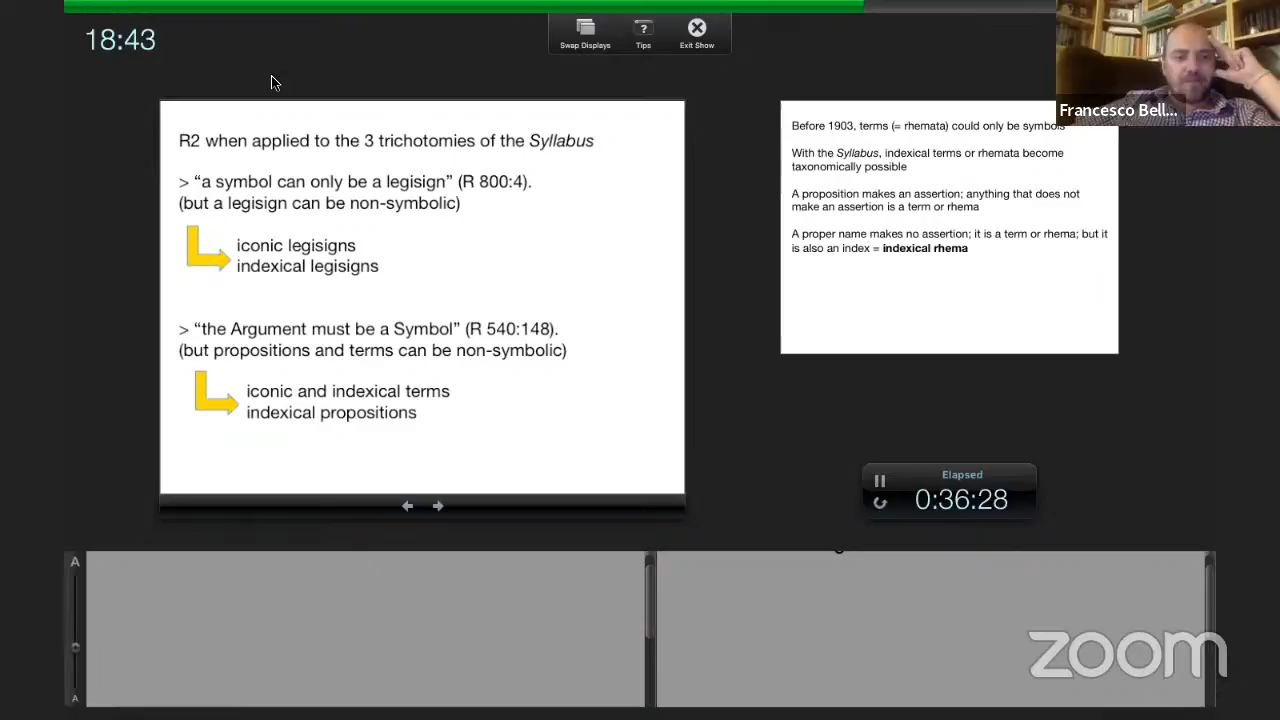 18:43
Swap Displays
?
Tips
Exit Show
Francesco Bell...
R2 when applied to the 3 trichotomies of the Syllabus
> “a symbol can only be a legisign” (R 800:4).
(but a legisign can be non-symbolic)
iconic legisigns
indexical legisigns
> “the Argument must be a Symbol” (R 540:148).
(but propositions and terms can be non-symbolic)
iconic and indexical terms
indexical propositions
Before 1903, terms (= rhemata) could only be symbols
With the Syllabus, indexical terms or rhemata become
taxonomically possible
A proposition makes an assertion; anything that does not
make an assertion is a term or rhema
A proper name makes no assertion; it is a term or rhema; but it
is also an index = indexical rhema
Elapsed
0:36:28
A
A
zoom